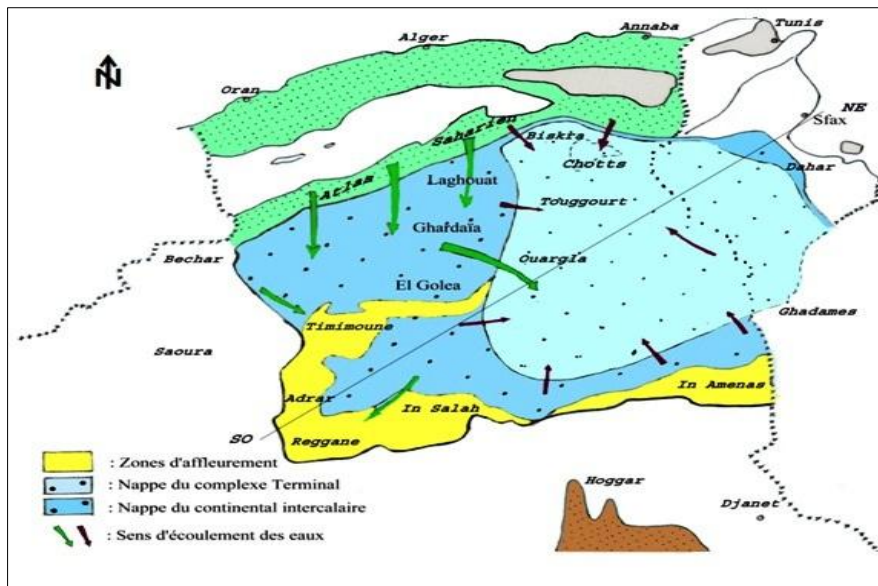 Annaba
Tunis
Alger
N
Oran
NE
Sfax
Biskra
Saharien
Chotts
Dahar
Atlas
Laghouat
Touggourt
Ghardaïa
Bechar
Ouargla
El Golea
Ghadames
Timimoune
Saoura
In Amenas
Adrar
In Salah
SO
Reggane
: Zones d'affleurement
: Nappe du complexe Terminal
Hoggar
: Nappe du continental intercalaire
Djanet
: Sens d'écoulement des eaux